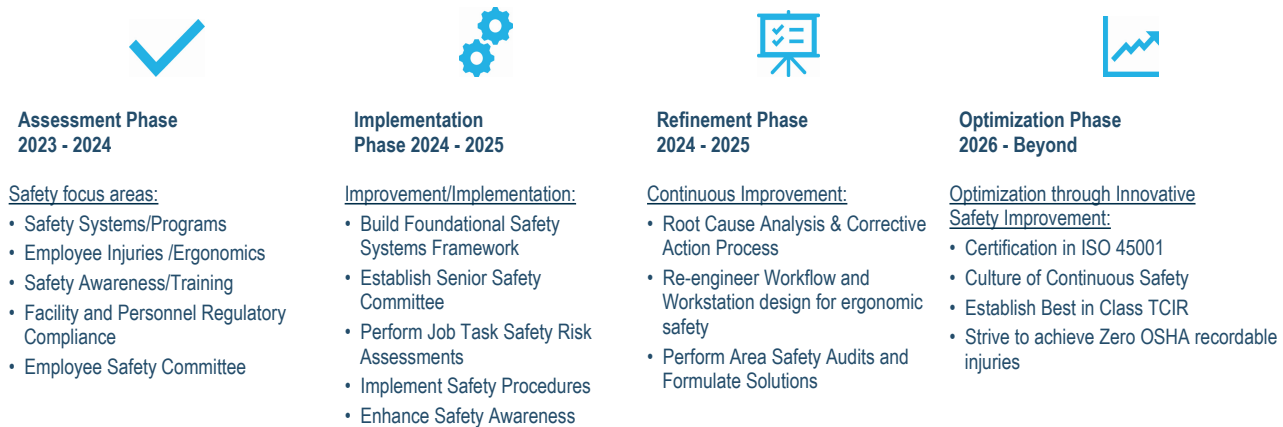 Assessment Phase
2023 - 2024
Safety focus areas:
• Safety Systems/Programs
• Employee Injuries /Ergonomics
• Safety Awareness/Training
• Facility and Personnel Regulatory
Compliance
• Employee Safety Committee
Implementation
Phase 2024 - 2025
Improvement/Implementation:
• Build Foundational Safety
Systems Framework
• Establish Senior Safety
Committee
• Perform Job Task Safety Risk
Assessments
• Implement Safety Procedures
• Enhance Safety Awareness
Refinement Phase
2024 - 2025
Continuous Improvement:
• Root Cause Analysis & Corrective
Action Process
• Re-engineer Workflow and
Workstation design for ergonomic
safety
• Perform Area Safety Audits and
Formulate Solutions
Optimization Phase
2026 - Beyond
Optimization through Innovative
Safety Improvement:
• Certification in ISO 45001
• Culture of Continuous Safety
• Establish Best in Class TCIR
• Strive to achieve Zero OSHA recordable
injuries